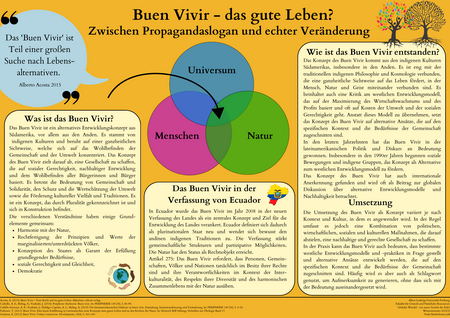 Buen Vivir - das gute Leben?
Zwischen Propagandaslogan und echter Veränderung
Das 'Buen Vivir' ist
Teil einer großen
Suche nach Lebens-
alternativen.
Alberto Acosta 2015
Universum
Menschen
Natur
Was ist das Buen Vivir?
Das Buen Vivir ist ein alternatives Entwicklungskonzept aus
Südamerika, vor allem aus den Anden. Es stammt von
indigenen Kulturen und beruht auf einer ganzheitlichen
Sichtweise, welche sich auf das Wohlbefinden der
Gemeinschaft und der Umwelt konzentriert. Das Konzept
des Buen Vivir zielt darauf ab, eine Gesellschaft zu schaffen,
die auf sozialer Gerechtigkeit, nachhaltiger Entwicklung
und dem Wohlbefinden aller Bürgerinnen und Bürger
basiert. Es betont die Bedeutung von Gemeinschaft und
Solidarität, den Schutz und die Wertschätzung der Umwelt
sowie die Förderung kultureller Vielfalt und Traditionen. Es
ist ein Konzept, das durch Pluralität gekennzeichnet ist und
sich in Konstruktion befindet.
Die verschiedenen Verständnisse haben einige Grund-
elemente gemeinsam:
Harmonie mit der Natur,
Rechtfertigung der Prinzipien und Werte der
marginalisierten/unterdrückten Völker,
Konzeption des Staates als Garant der Erfüllung
grundlegender Bedürfnisse,
soziale Gerechtigkeit und Gleichheit,
Demokratie
Das Buen Vivir in der
Verfassung von Ecuador
In Ecuador wurde das Buen Vivir im Jahr 2008 in der neuen
Verfassung des Landes als ein zentrales Konzept und Ziel für die
Entwicklung des Landes verankert. Ecuador definiert sich dadurch
als plurinationaler Staat neu und wendet sich bewusst den
andinen indigenen Traditionen zu. Die Verfassung stärkte
gemeinschaftliche Strukturen und partizipative Möglichkeiten.
Die Natur hat den Status als Rechtssubjekt erhalten.
Artikel 275: Das Buen Vivir erfordert, dass Personen, Gemein-
schaften, Völker und Nationen tatsächlich im Besitz ihrer Rechte
sind und ihre Verantwortlichkeiten im Kontext der Inter-
kulturalität, des Respekts ihrer Diversität und des harmonischen
Zusammenlebens mit der Natur ausüben.
Wie ist das Buen Vivir entstanden?
Das Konzept des Buen Vivir kommt aus den indigenen Kulturen
Südamerikas, insbesondere in den Anden. Es ist eng mit der
traditionellen indigenen Philosophie und Kosmologie verbunden,
die eine ganzheitliche Sichtweise auf das Leben fördert, in der
Mensch, Natur und Geist miteinander verbunden sind. Es
beinhaltet auch eine Kritik am westlichen Entwicklungsmodell,
das auf der Maximierung des Wirtschaftswachstums und des
Profits basiert und oft auf Kosten der Umwelt und der sozialen
Gerechtigkeit geht. Anstatt dieses Modell zu übernehmen, setzt
das Konzept des Buen Vivir auf alternative Ansätze, die auf den
spezifischen Kontext und die Bedürfnisse der Gemeinschaft
zugeschnitten sind.
In den letzten Jahrzehnten hat das Buen Vivir in der
lateinamerikanischen Politik und Diskurs an Bedeutung
gewonnen. Insbesondere in den 1990er Jahren begannen soziale
Bewegungen und indigene Gruppen, das Konzept als Alternative
zum westlichen Entwicklungsmodell zu fördern.
Das Konzept des Buen Vivir hat auch internationale
Anerkennung gefunden und wird oft als Beitrag zur globalen
Diskussion über alternative Entwicklungsmodelle und
Nachhaltigkeit betrachtet.
Umsetzung
Die Umsetzung des Buen Vivir als Konzept variiert je nach
Kontext und Kultur, in dem es angewendet wird. In der Regel
umfasst es jedoch eine Kombination von politischen,
wirtschaftlichen, sozialen und kulturellen Maßnahmen, die darauf
abzielen, eine nachhaltige und gerechte Gesellschaft zu schaffen.
In der Praxis kann das Buen Vivir auch bedeuten, dass bestimmte
westliche Entwicklungsmodelle und -praktiken in Frage gestellt
und alternative Ansätze entwickelt werden, die auf den
spezifischen Kontext und die Bedürfnisse der Gemeinschaft
zugeschnitten sind. Häufig wird es aber auch als Schlagwort
genutzt, um Aufmerksamkeit zu generieren, ohne das sich mit
der Bedeutung auseinandergesetzt wird.